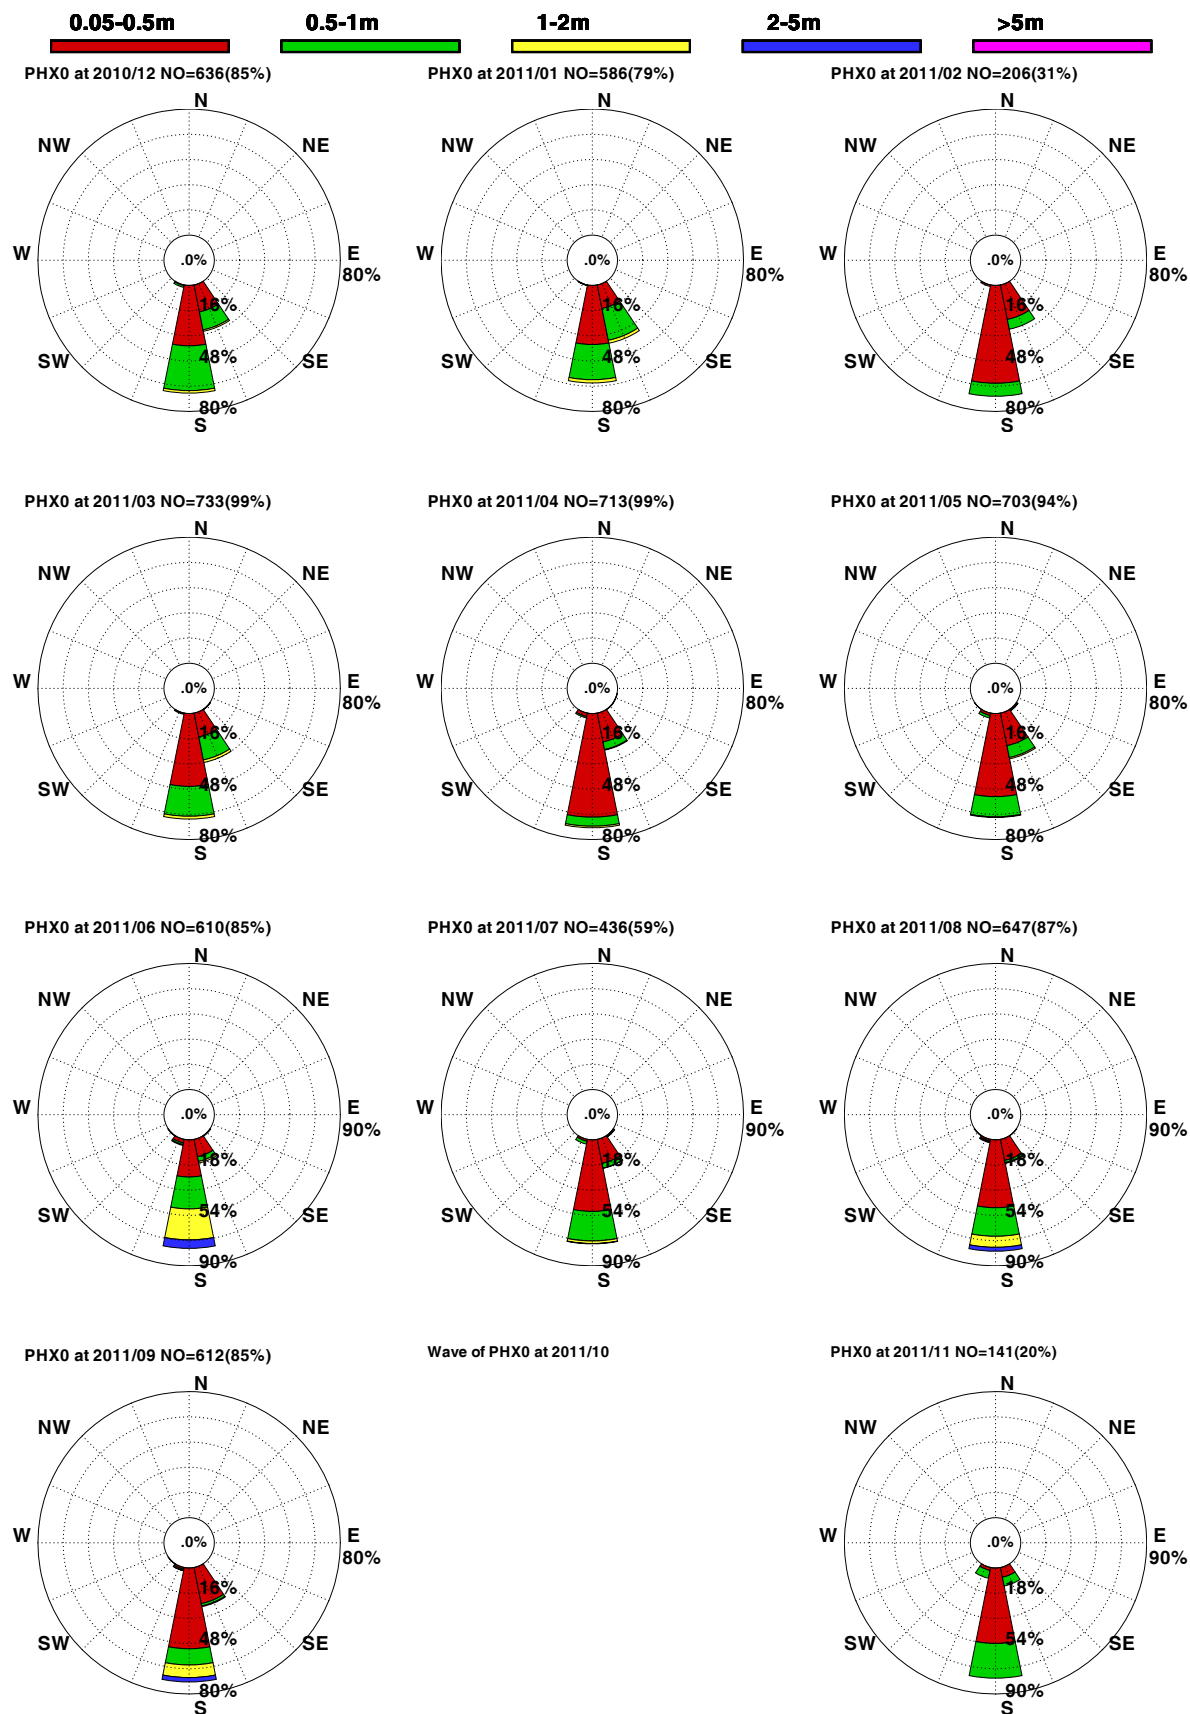 0.05-0.5m 0.5-1m 1-2m 2-5m >5m
PHX0 at 2010/12 NO=636(85%) PHX0 at 2011/01 NO=586(79%) PHX0 at 2011/02 NO=206(31%)
N N N
NW NE NW NE NW NE
W .0% E W .0% E W .0% E
80% 80% 80%
16% 16% 16%
SW 48% SE SW 48% SE SW 48% SE
80% 80% 80%
S S S
PHX0 at 2011/03 NO=733(99%) PHX0 at 2011/04 NO=713(99%) PHX0 at 2011/05 NO=703(94%)
N N N
NW NE NW NE NW NE
W .0% E W .0% E W .0% E
80% 80% 80%
16% 16% 16%
SW 48% SE SW 48% SE SW 48% SE
80% 80% 80%
S S S
PHX0 at 2011/06 NO=610(85%) PHX0 at 2011/07 NO=436(59%) PHX0 at 2011/08 NO=647(87%)
N N N
NW NE NW NE NW NE
W .0% E W .0% E W .0% E
90% 90% 90%
18% 18% 18%
SW 54% SE SW 54% SE SW 54% SE
90% 90% 90%
S S S
PHX0 at 2011/09 NO=612(85%) Wave of PHX0 at 2011/10 PHX0 at 2011/11 NO=141(20%)
N N
NW NE NW NE
W .0% E W .0% E
80% 90%
16% 18%
SW 48% SE SW 54% SE
80% 90%
S S